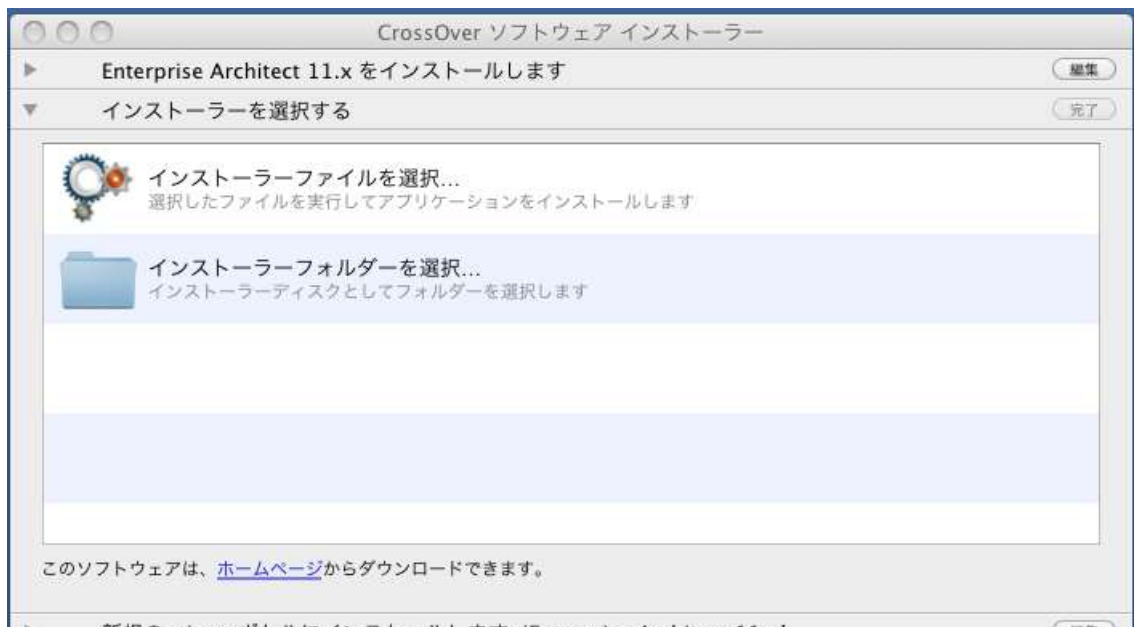 CrossOver ソフトウェア インストーラー
Enterprise Architect 11.x をインストールします
編集
インストーラーを選択する
完了
インストーラーファイルを選択...
選択したファイルを実行してアプリケーションをインストールします
インストーラーフォルダーを選択...
インストーラーディスクとしてフォルダーを選択します
このソフトウェアは、ホームページからダウンロードできます。